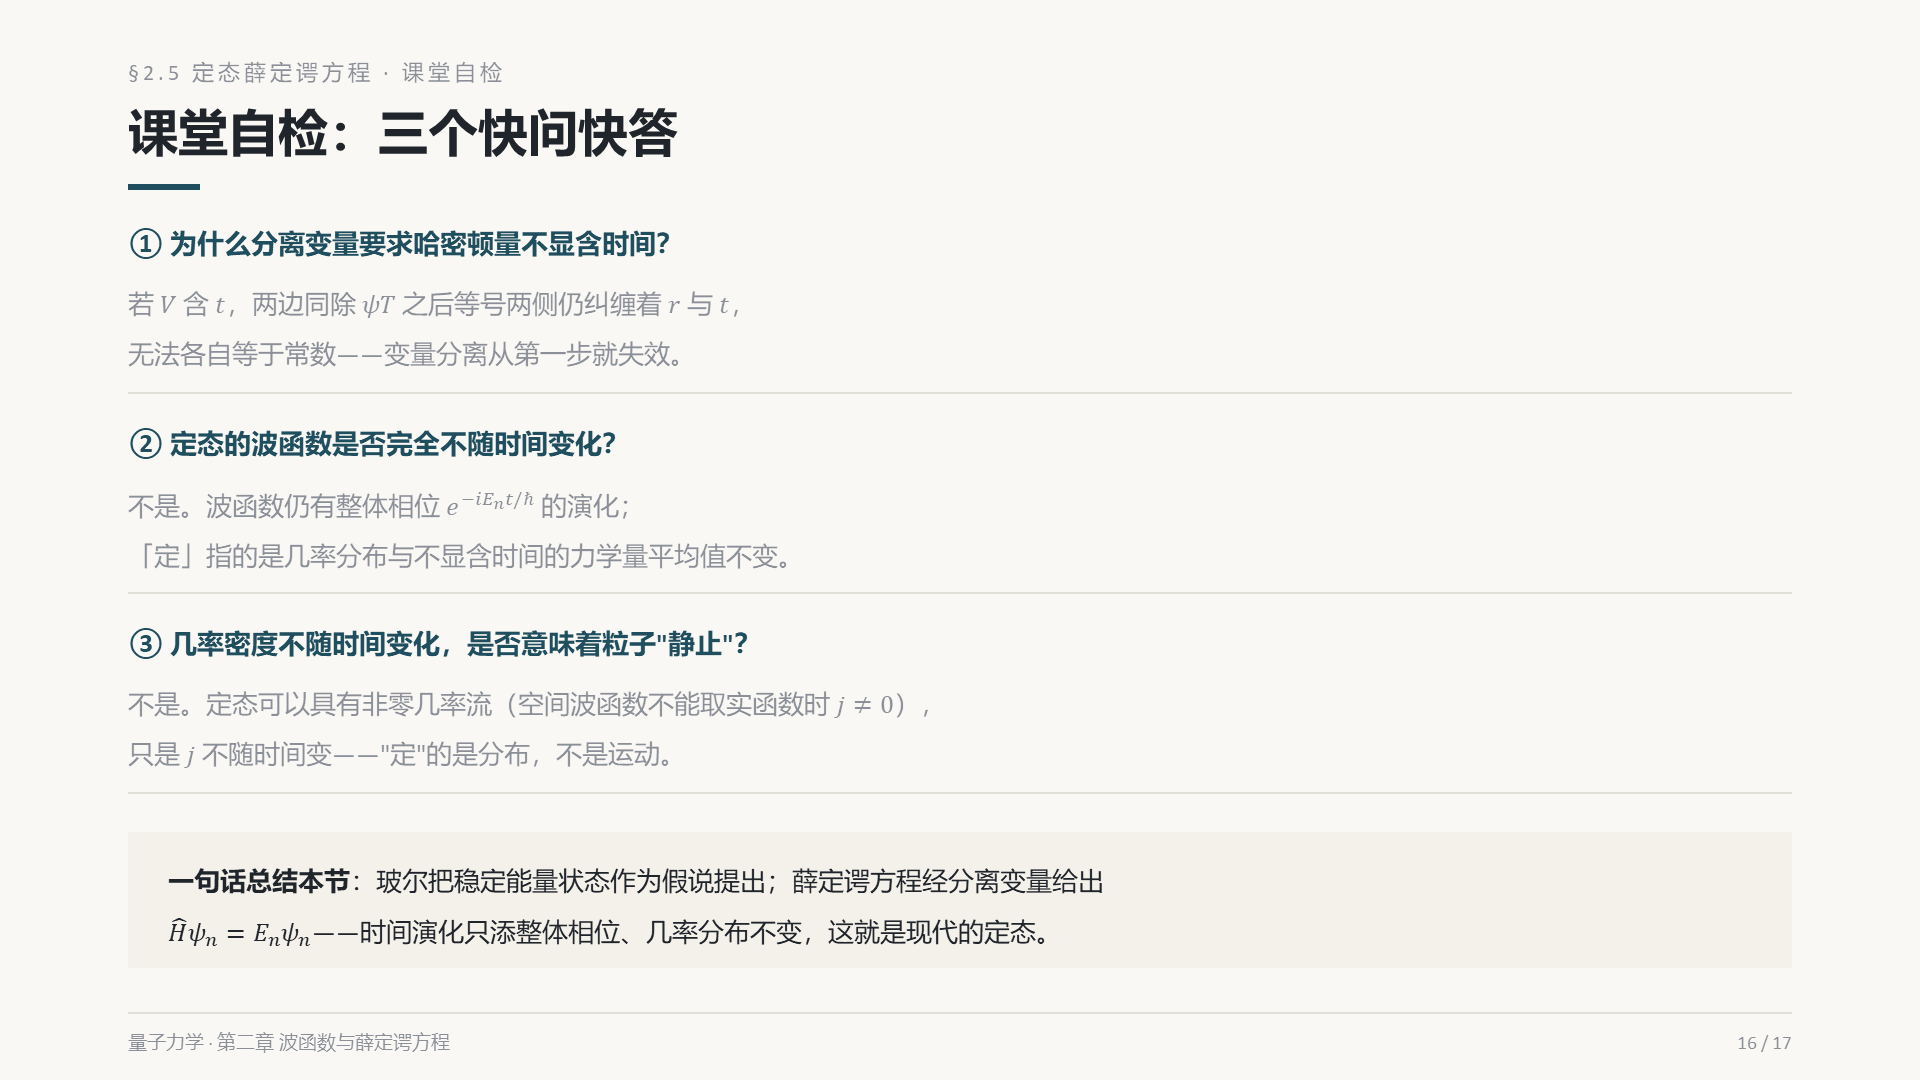 §2.5 定态薛定谔方程 · 课堂自检
课堂自检：三个快问快答
① 为什么分离变量要求哈密顿量不显含时间？
若 V 含 t，两边同除 ψT 之后等号两侧仍纠缠着 r 与 t，
无法各自等于常数——变量分离从第一步就失效。
② 定态的波函数是否完全不随时间变化？
不是。波函数仍有整体相位 e^{-iE_n t/ħ} 的演化；
「定」指的是几率分布与不显含时间的力学量平均值不变。
③ 几率密度不随时间变化，是否意味着粒子"静止"？
不是。定态可以具有非零几率流（空间波函数不能取实函数时 j ≠ 0），
只是 j 不随时间变——"定"的是分布，不是运动。
一句话总结本节：玻尔把稳定能量状态作为假说提出；薛定谔方程经分离变量给出
Ĥψ_n = E_nψ_n——时间演化只添整体相位、几率分布不变，这就是现代的定态。
量子力学 · 第二章 波函数与薛定谔方程
16 / 17